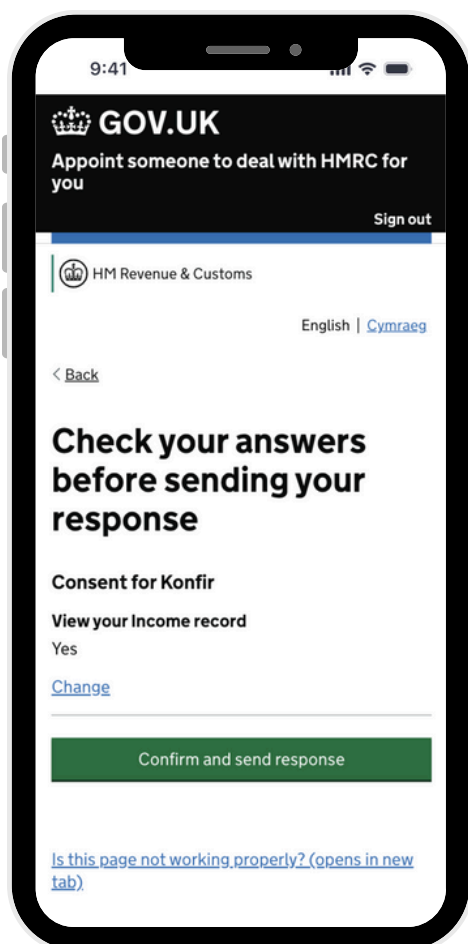 9:41
GOV.UK
Appoint someone to deal with HMRC for
you
Sign out
HM Revenue & Customs
English | Cymraeg
< Back
Check your answers
before sending your
response
Consent for Konfir
View your Income record
Yes
Change
Confirm and send response
Is this page not working properly? (opens in new
tab)